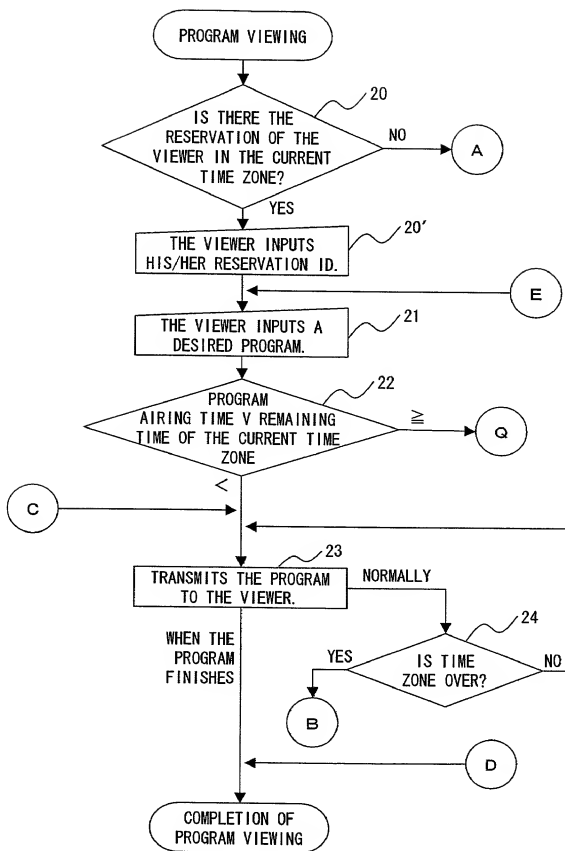 PROGRAM VIEWING
20
IS THERE THE
RESERVATION OF THE
VIEWER IN THE CURRENT
TIME ZONE?
NO
A
YES
20′
THE VIEWER INPUTS
HIS/HER RESERVATION ID.
E
21
THE VIEWER INPUTS A
DESIRED PROGRAM.
22
PROGRAM
AIRING TIME V REMAINING
TIME OF THE CURRENT TIME
ZONE
≧
Q
<
C
23
TRANSMITS THE PROGRAM
TO THE VIEWER.
NORMALLY
24
WHEN THE
PROGRAM
FINISHES
YES
IS TIME
ZONE OVER?
NO
B
D
COMPLETION OF
PROGRAM VIEWING